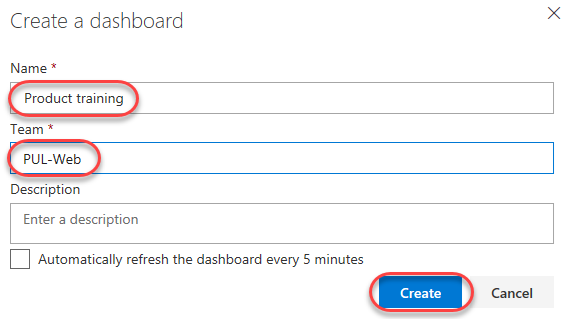 Create a dashboard
Name *
Product training
Team *
PUL-Web
Description
Enter a description
Automatically refresh the dashboard every 5 minutes
Create Cancel